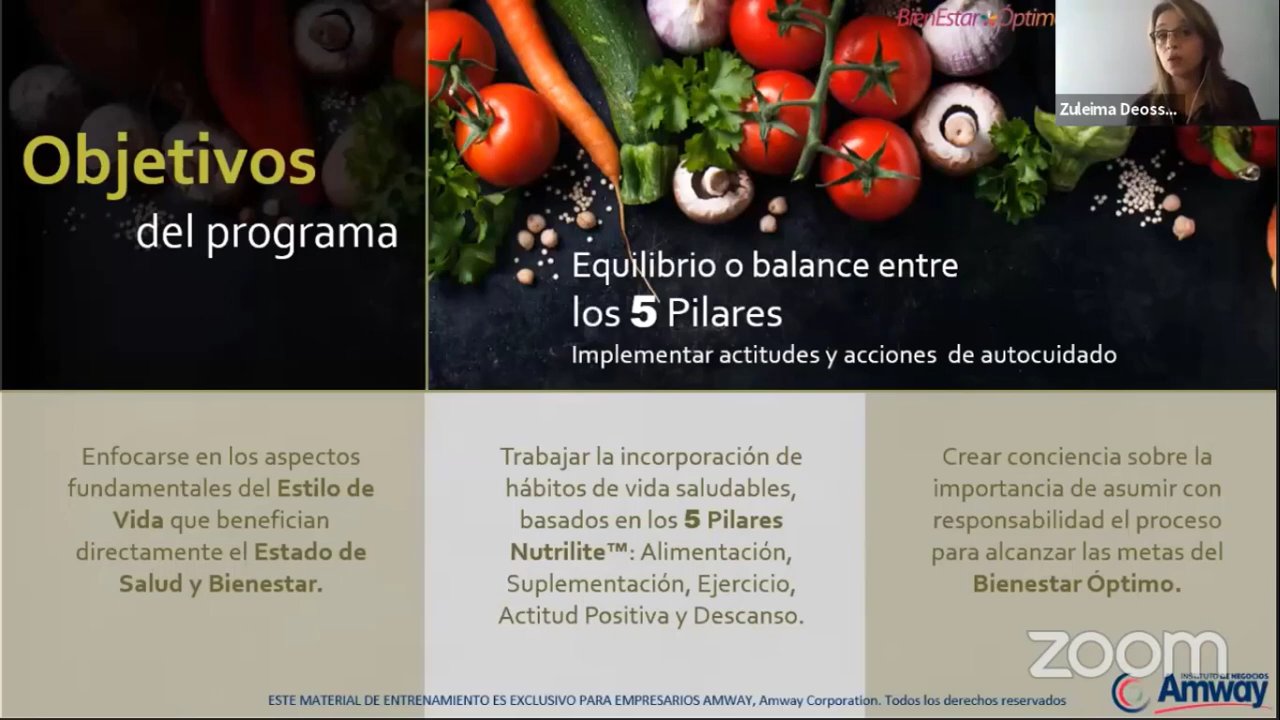 Objetivos
del programa
BienEstar Óptim
Zuleima Deoss...
Equilibrio o balance entre
los 5 Pilares
Implementar actitudes y acciones de autocuidado
Enfocarse en los aspectos
fundamentales del Estilo de
Vida que benefician
directamente el Estado de
Salud y Bienestar.
Trabajar la incorporación de
hábitos de vida saludables,
basados en los 5 Pilares
Nutrilite™: Alimentación,
Suplementación, Ejercicio,
Actitud Positiva y Descanso.
Crear conciencia sobre la
importancia de asumir con
responsabilidad el proceso
para alcanzar las metas del
Bienestar Óptimo.
zoom
INSTITUTO DE NEGOCIOS
Amway
ESTE MATERIAL DE ENTRENAMIENTO ES EXCLUSIVO PARA EMPRESARIOS AMWAY, Amway Corporation. Todos los derechos reservados